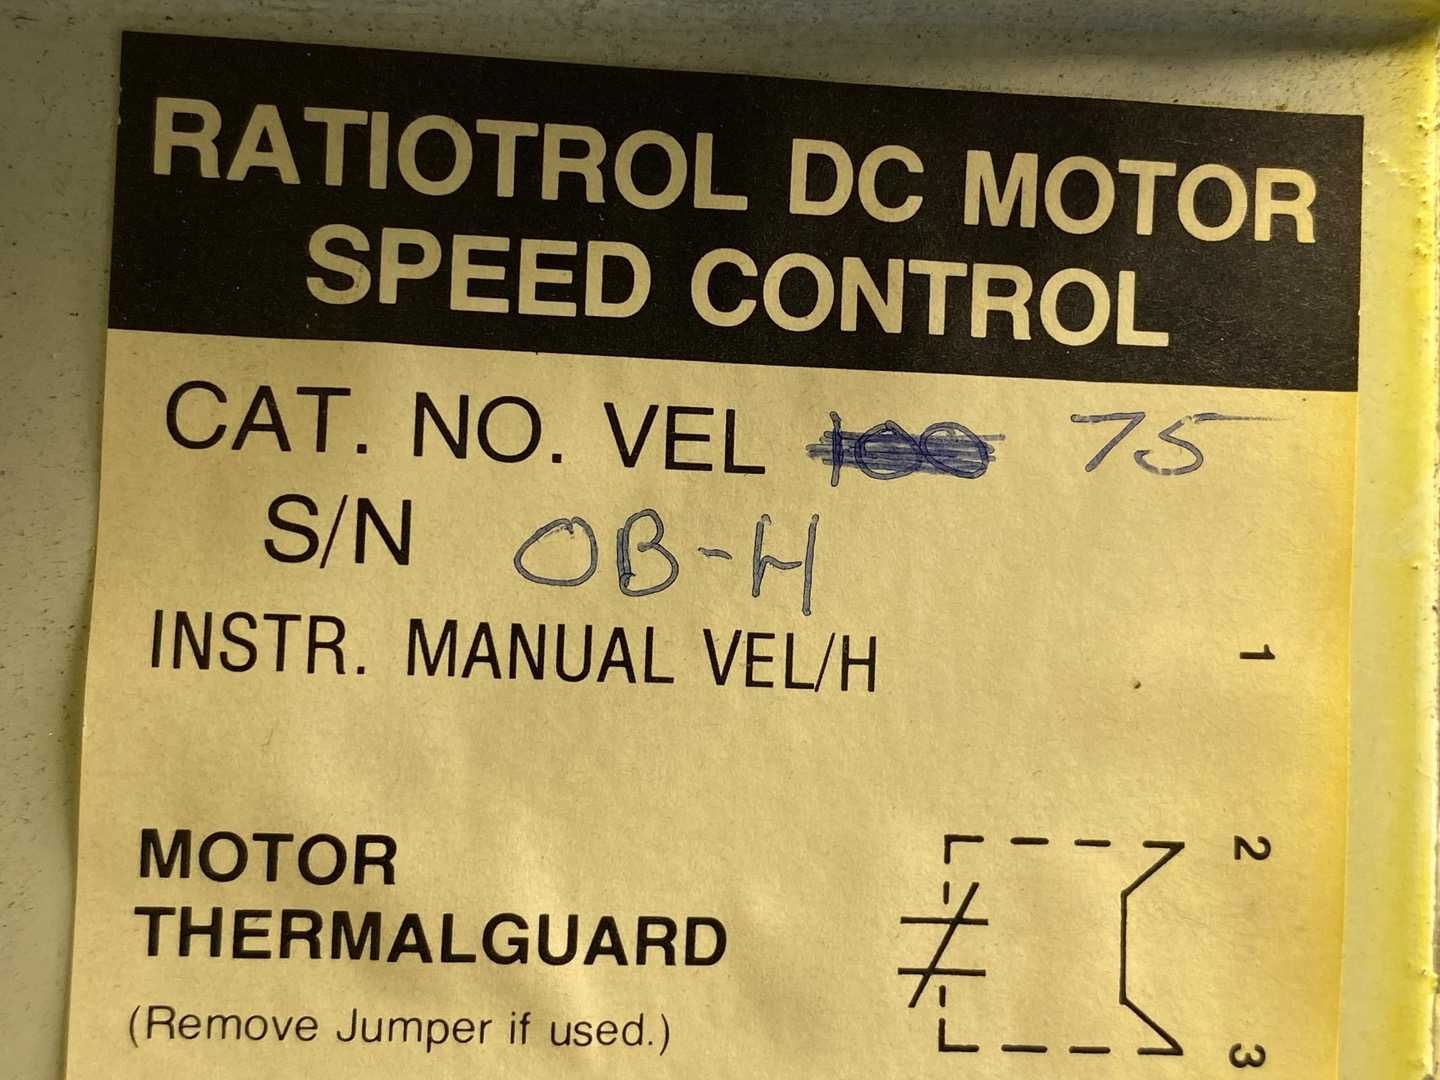 RATIOTROL DC MOTOR
SPEED CONTROL
CAT. NO. VEL 100 75
S/N OB-H
INSTR. MANUAL VEL/H
1
MOTOR
THERMALGUARD
(Remove Jumper if used.)
2
3